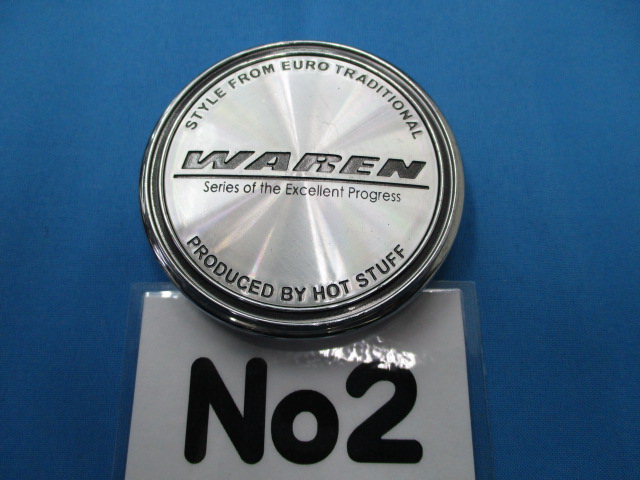 STYLE FROM EURO TRADITIONAL
WAREN
Series of the Excellent Progress
PRODUCED BY HOT STUFF
No2